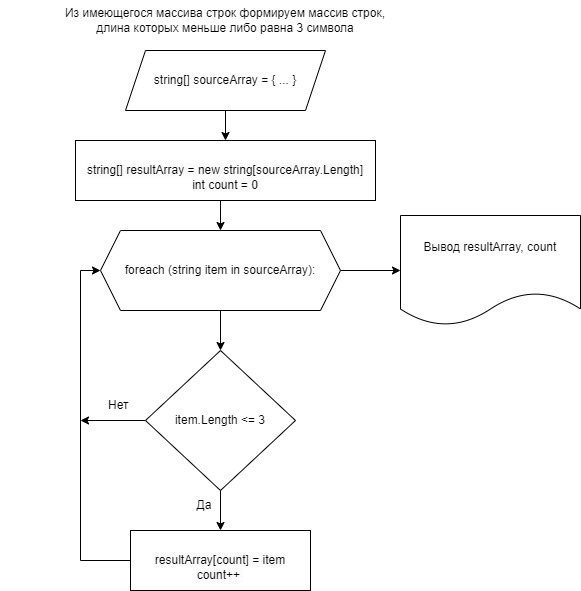 Из имеющегося массива строк формируем массив строк,
длина которых меньше либо равна 3 символа
string[] sourceArray = { ... }
string[] resultArray = new string[sourceArray.Length]
int count = 0
foreach (string item in sourceArray):
Вывод resultArray, count
item.Length <= 3
Нет
Да
resultArray[count] = item
count++